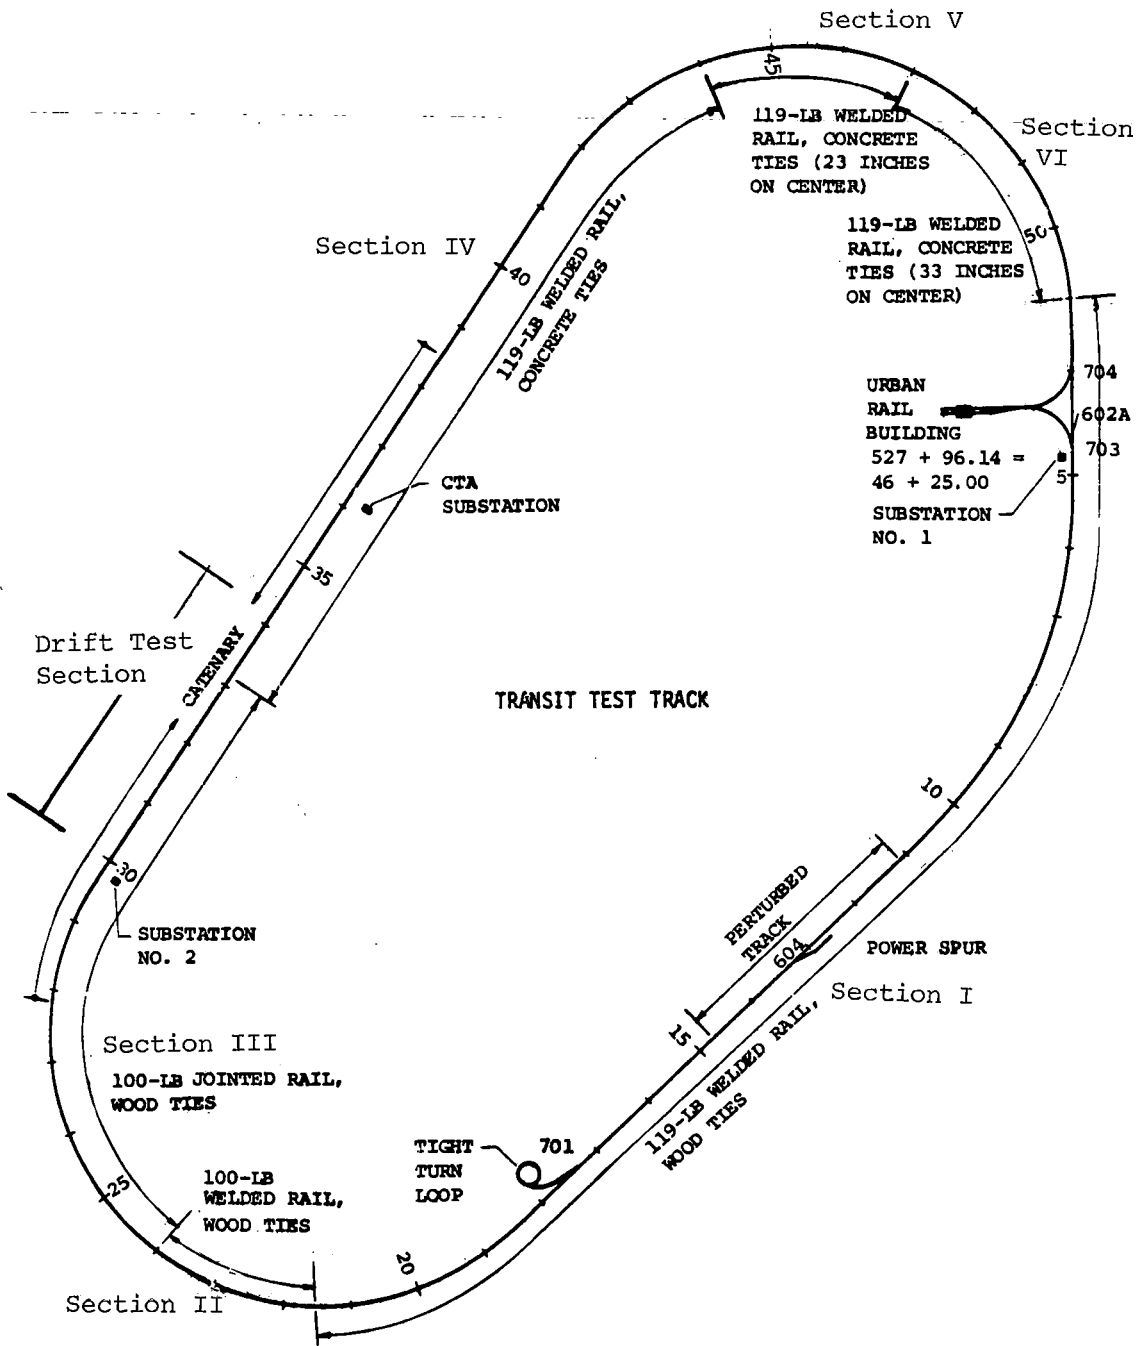 Section V
45
119-LB WELDED
RAIL, CONCRETE
TIES (23 INCHES
ON CENTER)
Section
VI
119-LB WELDED
RAIL, CONCRETE
TIES (33 INCHES
ON CENTER)
50
Section IV
40
119-LB WELDED RAIL,
CONCRETE TIES
704
URBAN
RAIL
BUILDING
527 + 96.14 =
46 + 25.00
602A
703
5
SUBSTATION
NO. 1
CTA
SUBSTATION
35
Drift Test
Section
CATENARY
TRANSIT TEST TRACK
10
30
SUBSTATION
NO. 2
PERTURBED
TRACK
604
POWER SPUR
Section I
15
119-LB WELDED RAIL,
WOOD TIES
Section III
100-LB JOINTED RAIL,
WOOD TIES
TIGHT
TURN
LOOP
701
25
100-LB
WELDED RAIL,
WOOD TIES
20
Section II